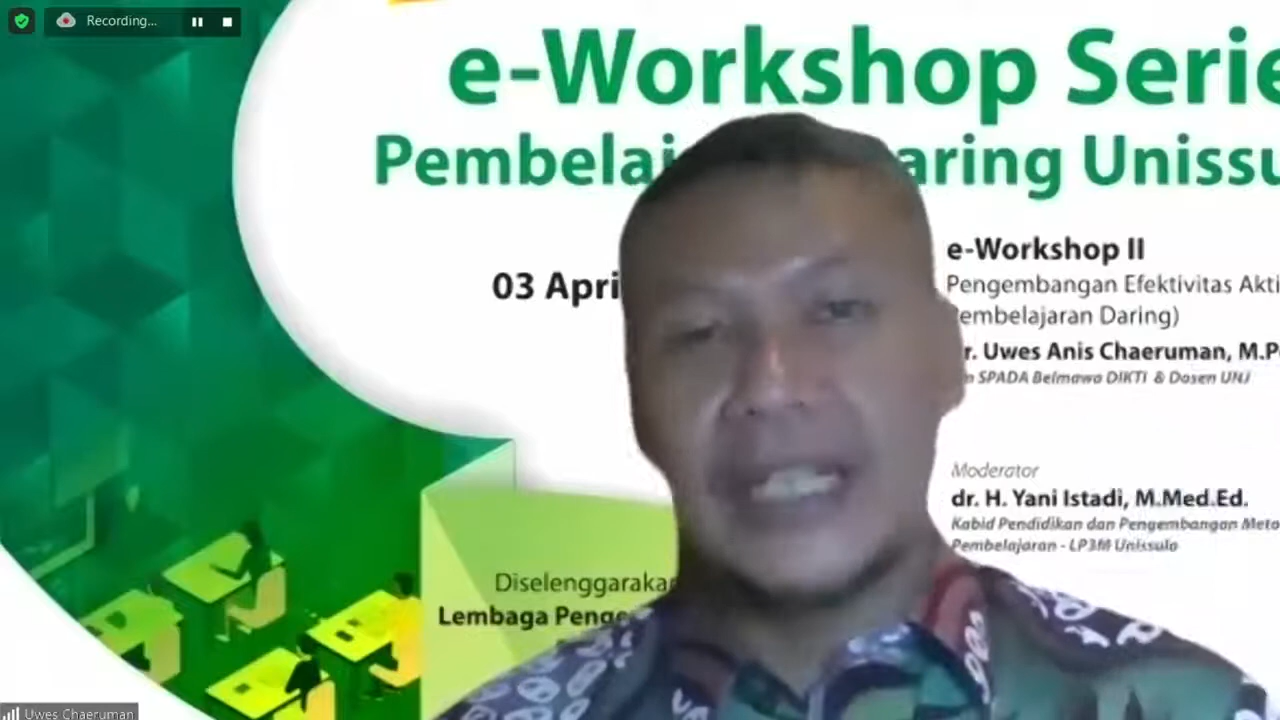 Recording...
e-Workshop Serie
Pembelaj aring Unissu
03 Apri
e-Workshop II
Pengembangan Efektivitas Akti
embelajaran Daring)
r. Uwes Anis Chaeruman, M.P
SPADA Belmawa DIKTI & Dosen UNJ
Moderator
dr. H. Yani Istadi, M.Med.Ed.
Kabid Pendidikan dan Pengembangan Meto
Pembelajaran - LP3M Unissula
Diselenggaraka
Lembaga Penge
Uwes Chaeruman